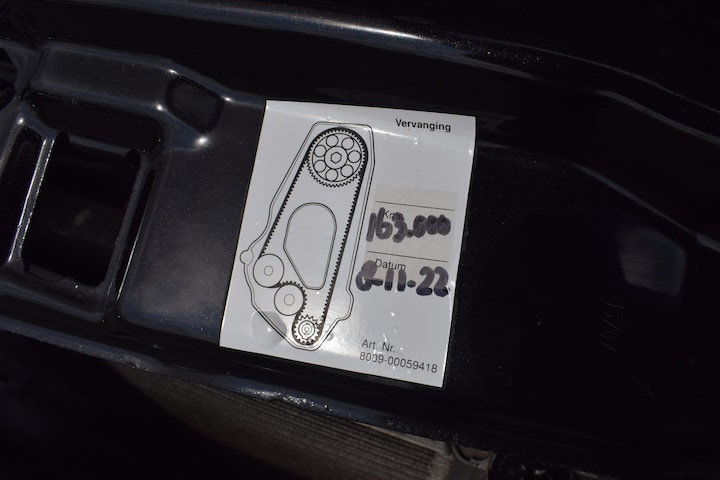 Vervanging
Km
163.000
Datum
8-11-22
Art. Nr.
8009-00059418